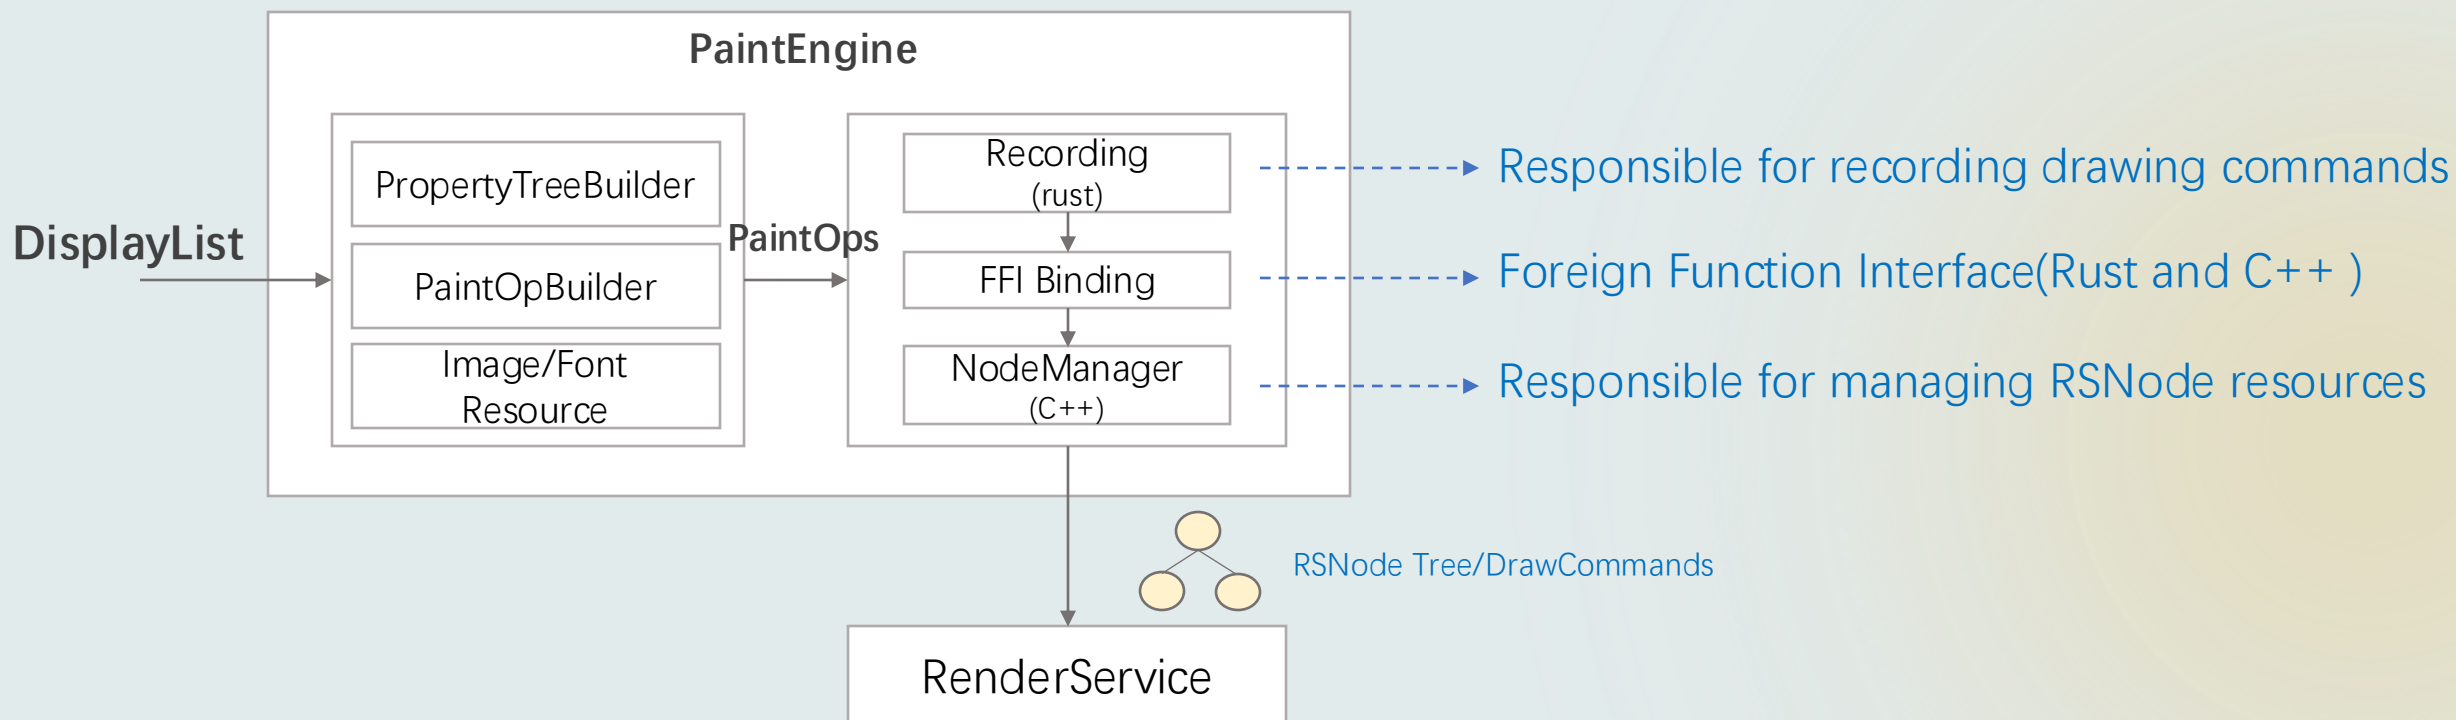 PaintEngine
DisplayList
PropertyTreeBuilder
PaintOpBuilder
Image/Font
Resource
PaintOps
Recording
(rust)
FFI Binding
NodeManager
(C++)
Responsible for recording drawing commands
Foreign Function Interface(Rust and C++ )
Responsible for managing RSNode resources
RSNode Tree/DrawCommands
RenderService